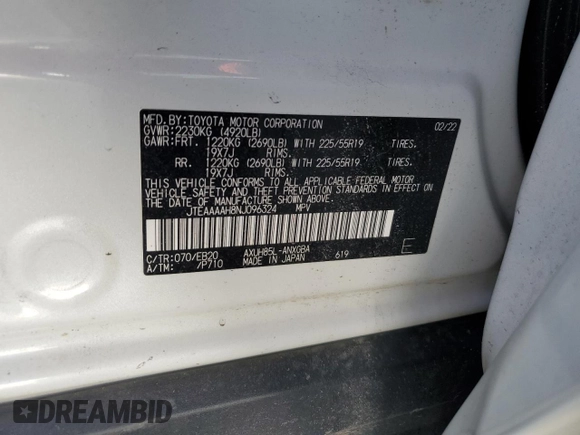 MFD.BY:TOYOTA MOTOR CORPORATION 02/22
GVWR:2230KG (4920LB)
GAWR:FRT. 1220KG (2690LB) WITH 225/55R19 TIRES.
19X7J RIMS.
RR. 1220KG (2690LB) WITH 225/55R19 TIRES.
19X7J RIMS.
THIS VEHICLE CONFORMS TO ALL APPLICABLE FEDERAL MOTOR
VEHICLE SAFETY AND THEFT PREVENTION STANDARDS IN EFFECT ON
THE DATE OF MANUFACTURE SHOWN ABOVE.
JTEAAAAH8NJ096324 MPV
C/TR:070/EB20 AXUH85L-ANXGBA
A/TM: /P710 MADE IN JAPAN 619 E
DREAMBID